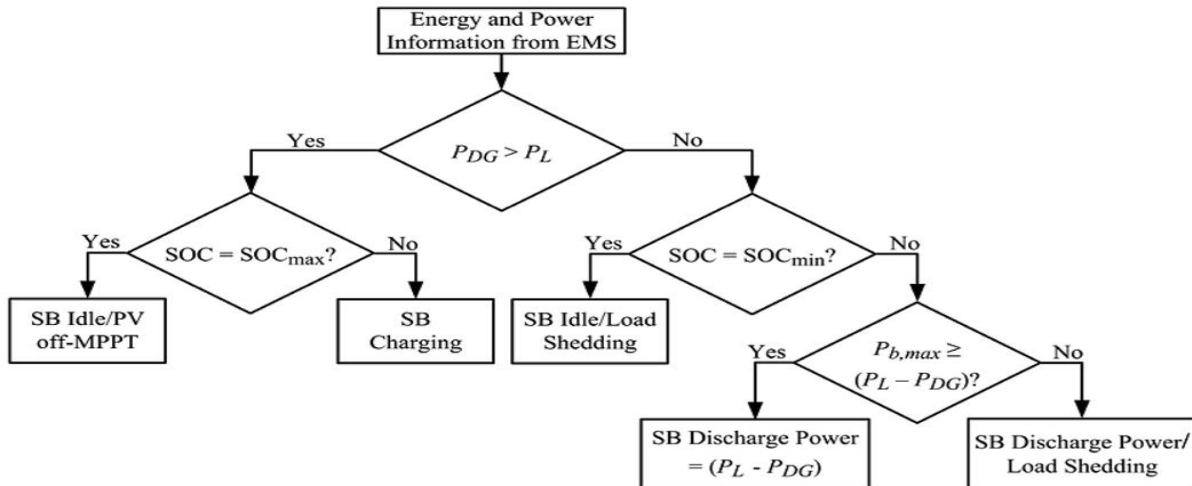 Energy and Power
Information from EMS
Yes
No
P_DG > P_L
Yes
SOC = SOC_max?
No
Yes
SOC = SOC_min?
No
SB Idle/PV
off-MPPT
SB
Charging
SB Idle/Load
Shedding
Yes
P_b,max ≥
(P_L – P_DG)?
No
SB Discharge Power
= (P_L - P_DG)
SB Discharge Power/
Load Shedding